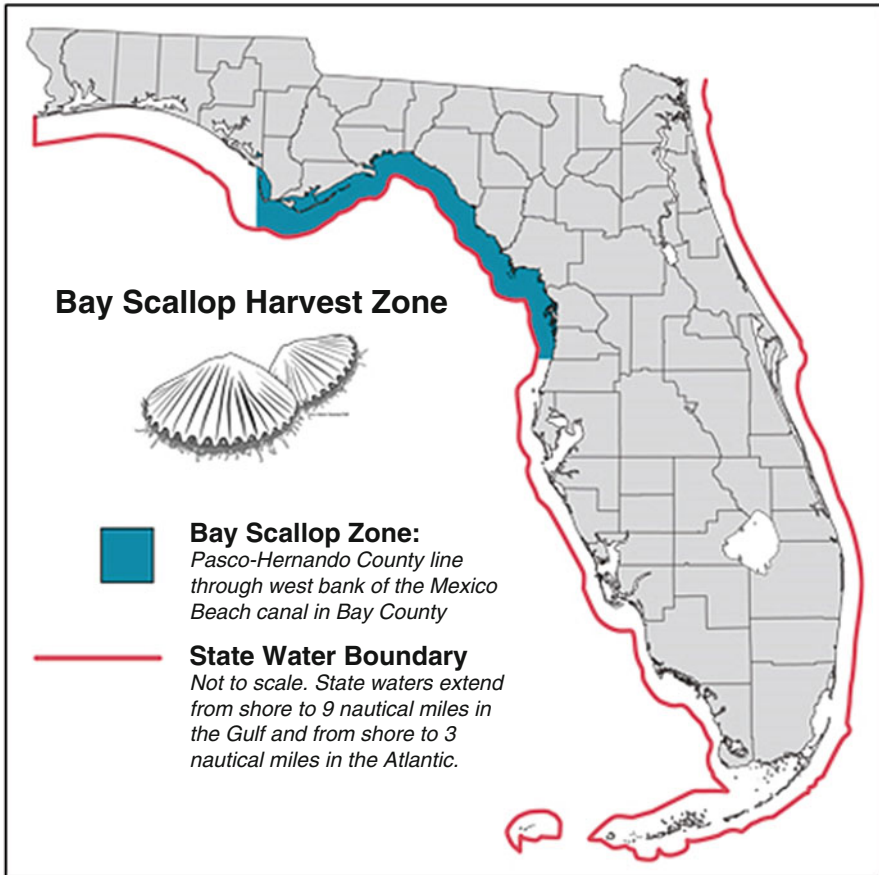 Bay Scallop Harvest Zone
Bay Scallop Zone:
Pasco-Hernando County line
through west bank of the Mexico
Beach canal in Bay County
State Water Boundary
Not to scale. State waters extend
from shore to 9 nautical miles in
the Gulf and from shore to 3
nautical miles in the Atlantic.